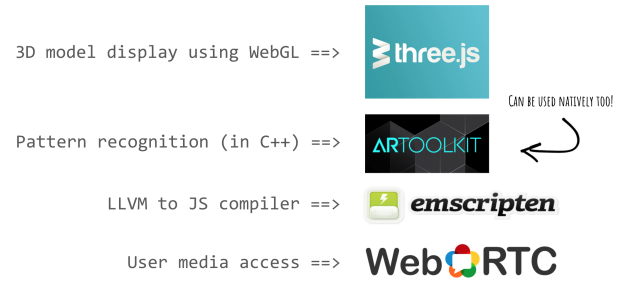 3D model display using WebGL ==> three.js
CAN BE USED NATIVELY TOO!
Pattern recognition (in C++) ==> ARTOOLKIT
LLVM to JS compiler ==> emscripten
User media access ==> WebRTC